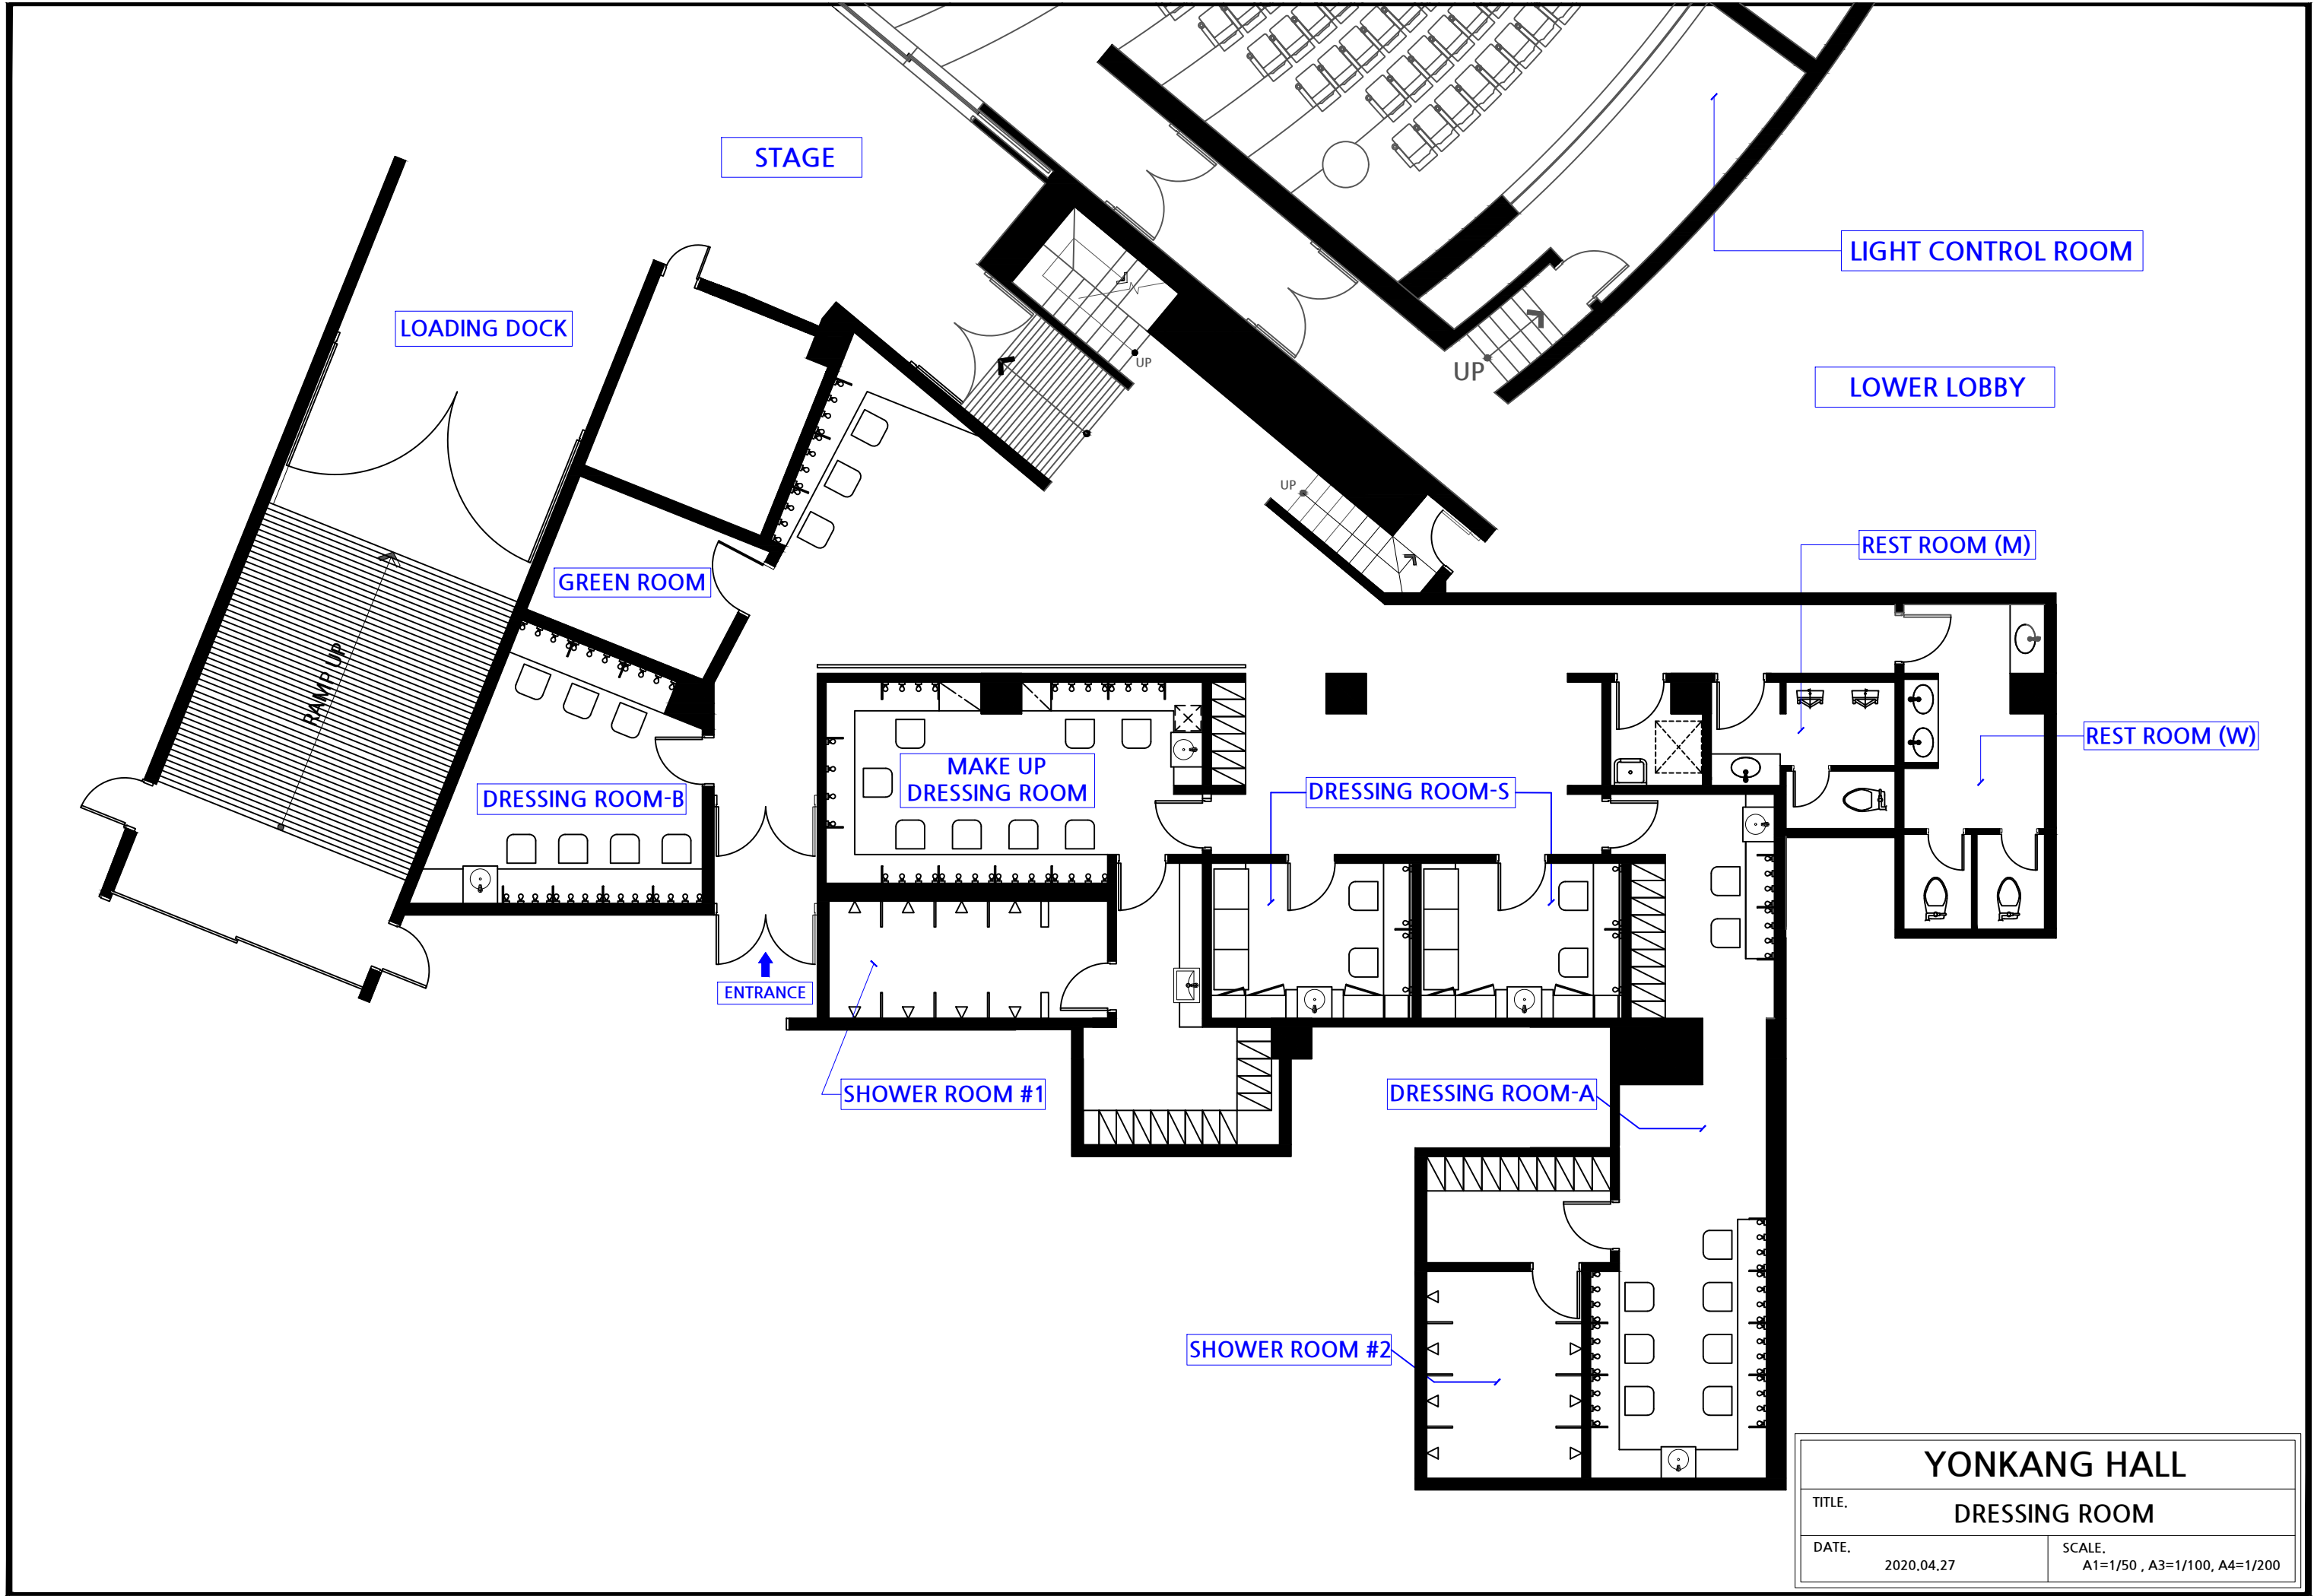 STAGE
LIGHT CONTROL ROOM
LOADING DOCK
UP
UP
LOWER LOBBY
UP
REST ROOM (M)
GREEN ROOM
RAMP UP
REST ROOM (W)
MAKE UP
DRESSING ROOM
DRESSING ROOM-B
DRESSING ROOM-S
ENTRANCE
SHOWER ROOM #1
DRESSING ROOM-A
SHOWER ROOM #2
YONKANG HALL
TITLE.
DRESSING ROOM
DATE.
2020.04.27
SCALE.
A1=1/50 , A3=1/100, A4=1/200